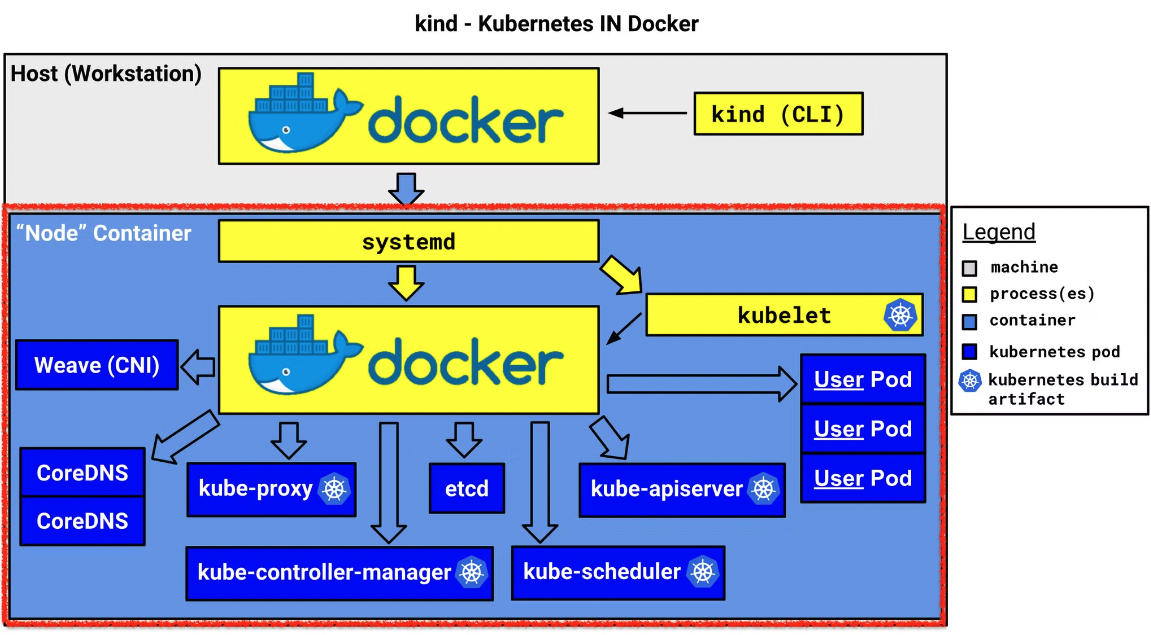 kind - Kubernetes IN Docker
Host (Workstation)
docker
kind (CLI)
“Node” Container
systemd
kubelet
docker
Weave (CNI)
User Pod
User Pod
User Pod
CoreDNS
CoreDNS
kube-proxy
etcd
kube-apiserver
kube-controller-manager
kube-scheduler
Legend
machine
process(es)
container
kubernetes pod
kubernetes build
artifact